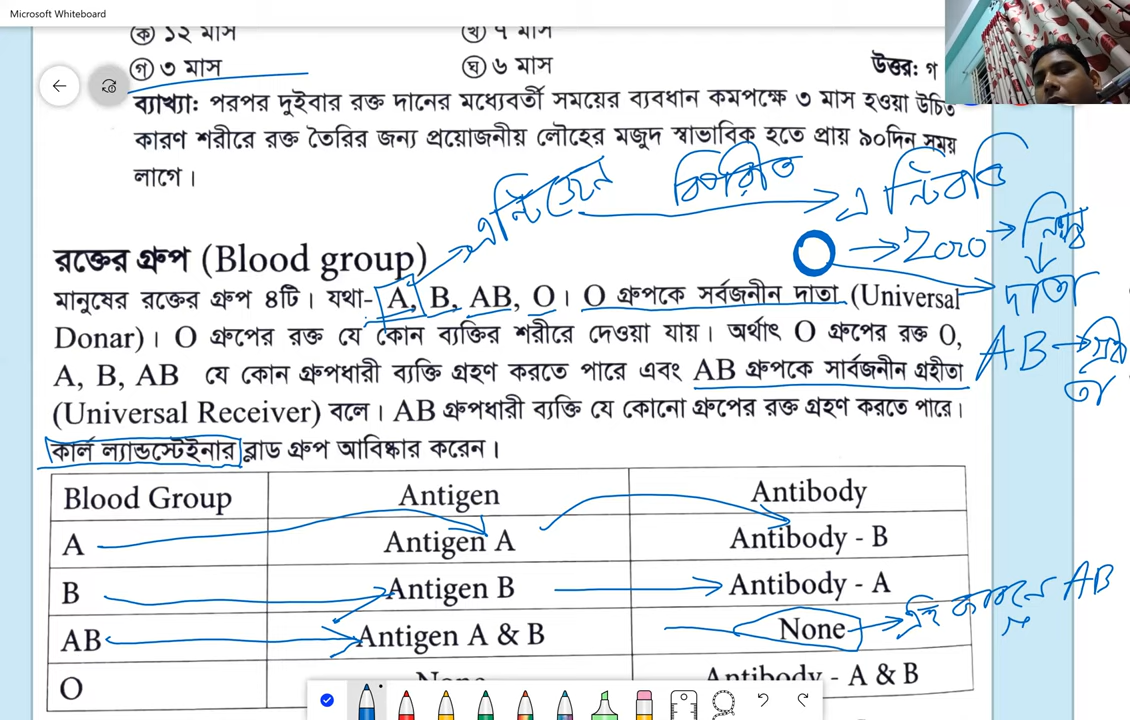 Microsoft Whiteboard
(ক) ১২ মাস (খ) ৭ মাস
(গ) ৩ মাস (ঘ) ৬ মাস উত্তর: গ
ব্যাখ্যা: পরপর দুইবার রক্ত দানের মধ্যেবর্তী সময়ের ব্যবধান কমপক্ষে ৩ মাস হওয়া উচিত
কারণ শরীরে রক্ত তৈরির জন্য প্রয়োজনীয় লৌহের মজুদ স্বাভাবিক হতে প্রায় ৯০দিন সময়
লাগে।
এন্টিজেন বিপরীত এন্টিবডি
Zoro
রক্তের গ্রুপ (Blood group)
দাতা
মানুষের রক্তের গ্রুপ ৪টি। যথা- A, B, AB, O। O গ্রুপকে সর্বজনীন দাতা (Universal
Donar)। O গ্রুপের রক্ত যে কোন ব্যক্তির শরীরে দেওয়া যায়। অর্থাৎ O গ্রুপের রক্ত O,
AB
A, B, AB যে কোন গ্রুপধারী ব্যক্তি গ্রহণ করতে পারে এবং AB গ্রুপকে সার্বজনীন গ্রহীতা
(Universal Receiver) বলে। AB গ্রুপধারী ব্যক্তি যে কোনো গ্রুপের রক্ত গ্রহণ করতে পারে।
কার্ল ল্যান্ডস্টেইনার ব্লাড গ্রুপ আবিষ্কার করেন।
Blood Group Antigen Antibody
A Antigen A Antibody - B
B Antigen B Antibody - A
AB Antigen A & B None এই কারনে AB
O None Antibody - A & B